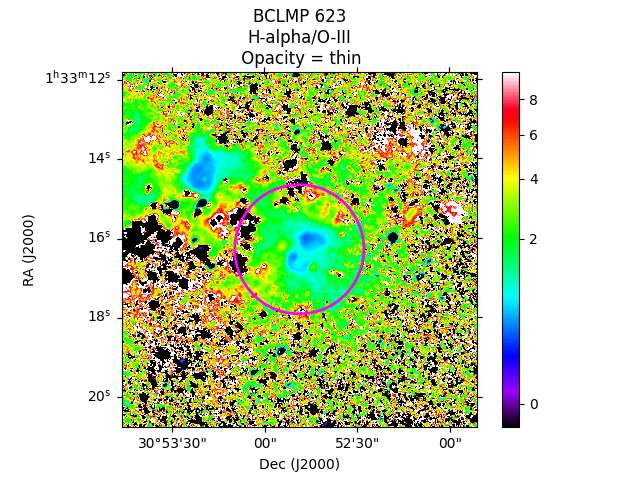 BCLMP 623
H-alpha/O-III
Opacity = thin
1ʰ33ᵐ12ˢ
14ˢ
16ˢ
18ˢ
20ˢ
RA (J2000)
30°53'30" 00" 52'30" 00"
Dec (J2000)
8
6
4
2
0